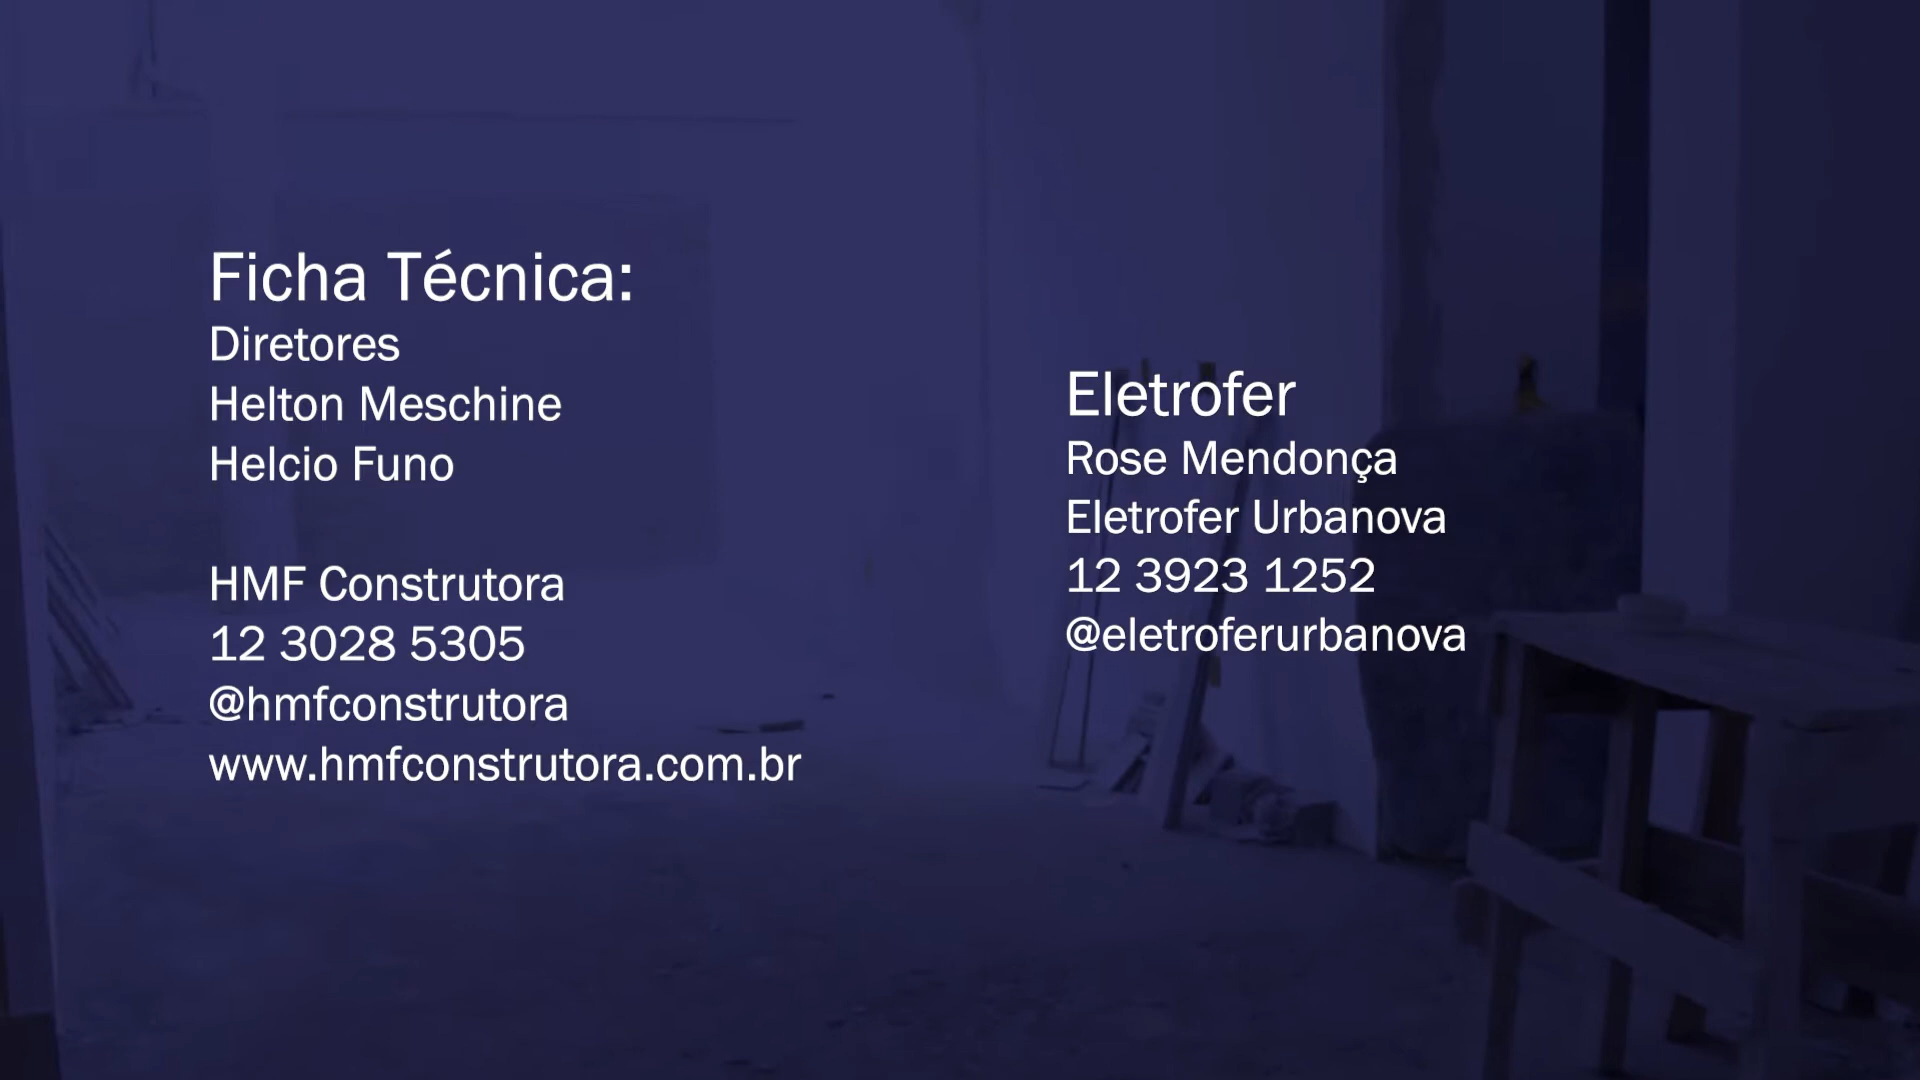 Ficha Técnica:
Diretores
Helton Meschine
Helcio Funo
HMF Construtora
12 3028 5305
@hmfconstrutora
www.hmfconstrutora.com.br
Eletrofer
Rose Mendonça
Eletrofer Urbanova
12 3923 1252
@eletroferurbanova